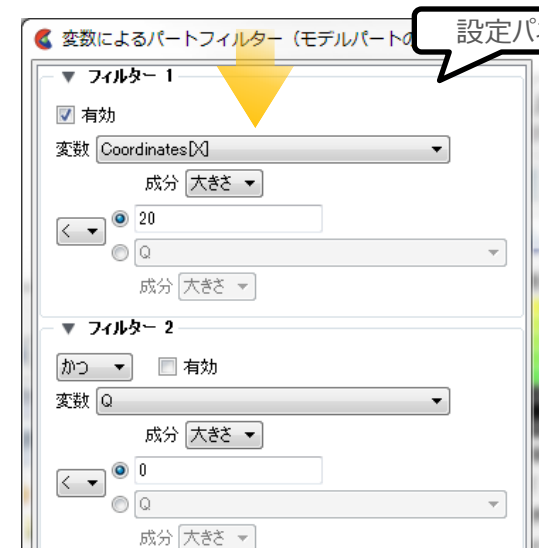 変数によるパートフィルター（モデルパートの
設定パ
▼ フィルター 1
有効
変数 Coordinates[X]
成分 大きさ
< 20
Q
成分 大きさ
▼ フィルター 2
かつ 有効
変数 Q
成分 大きさ
< 0
Q
成分 大きさ